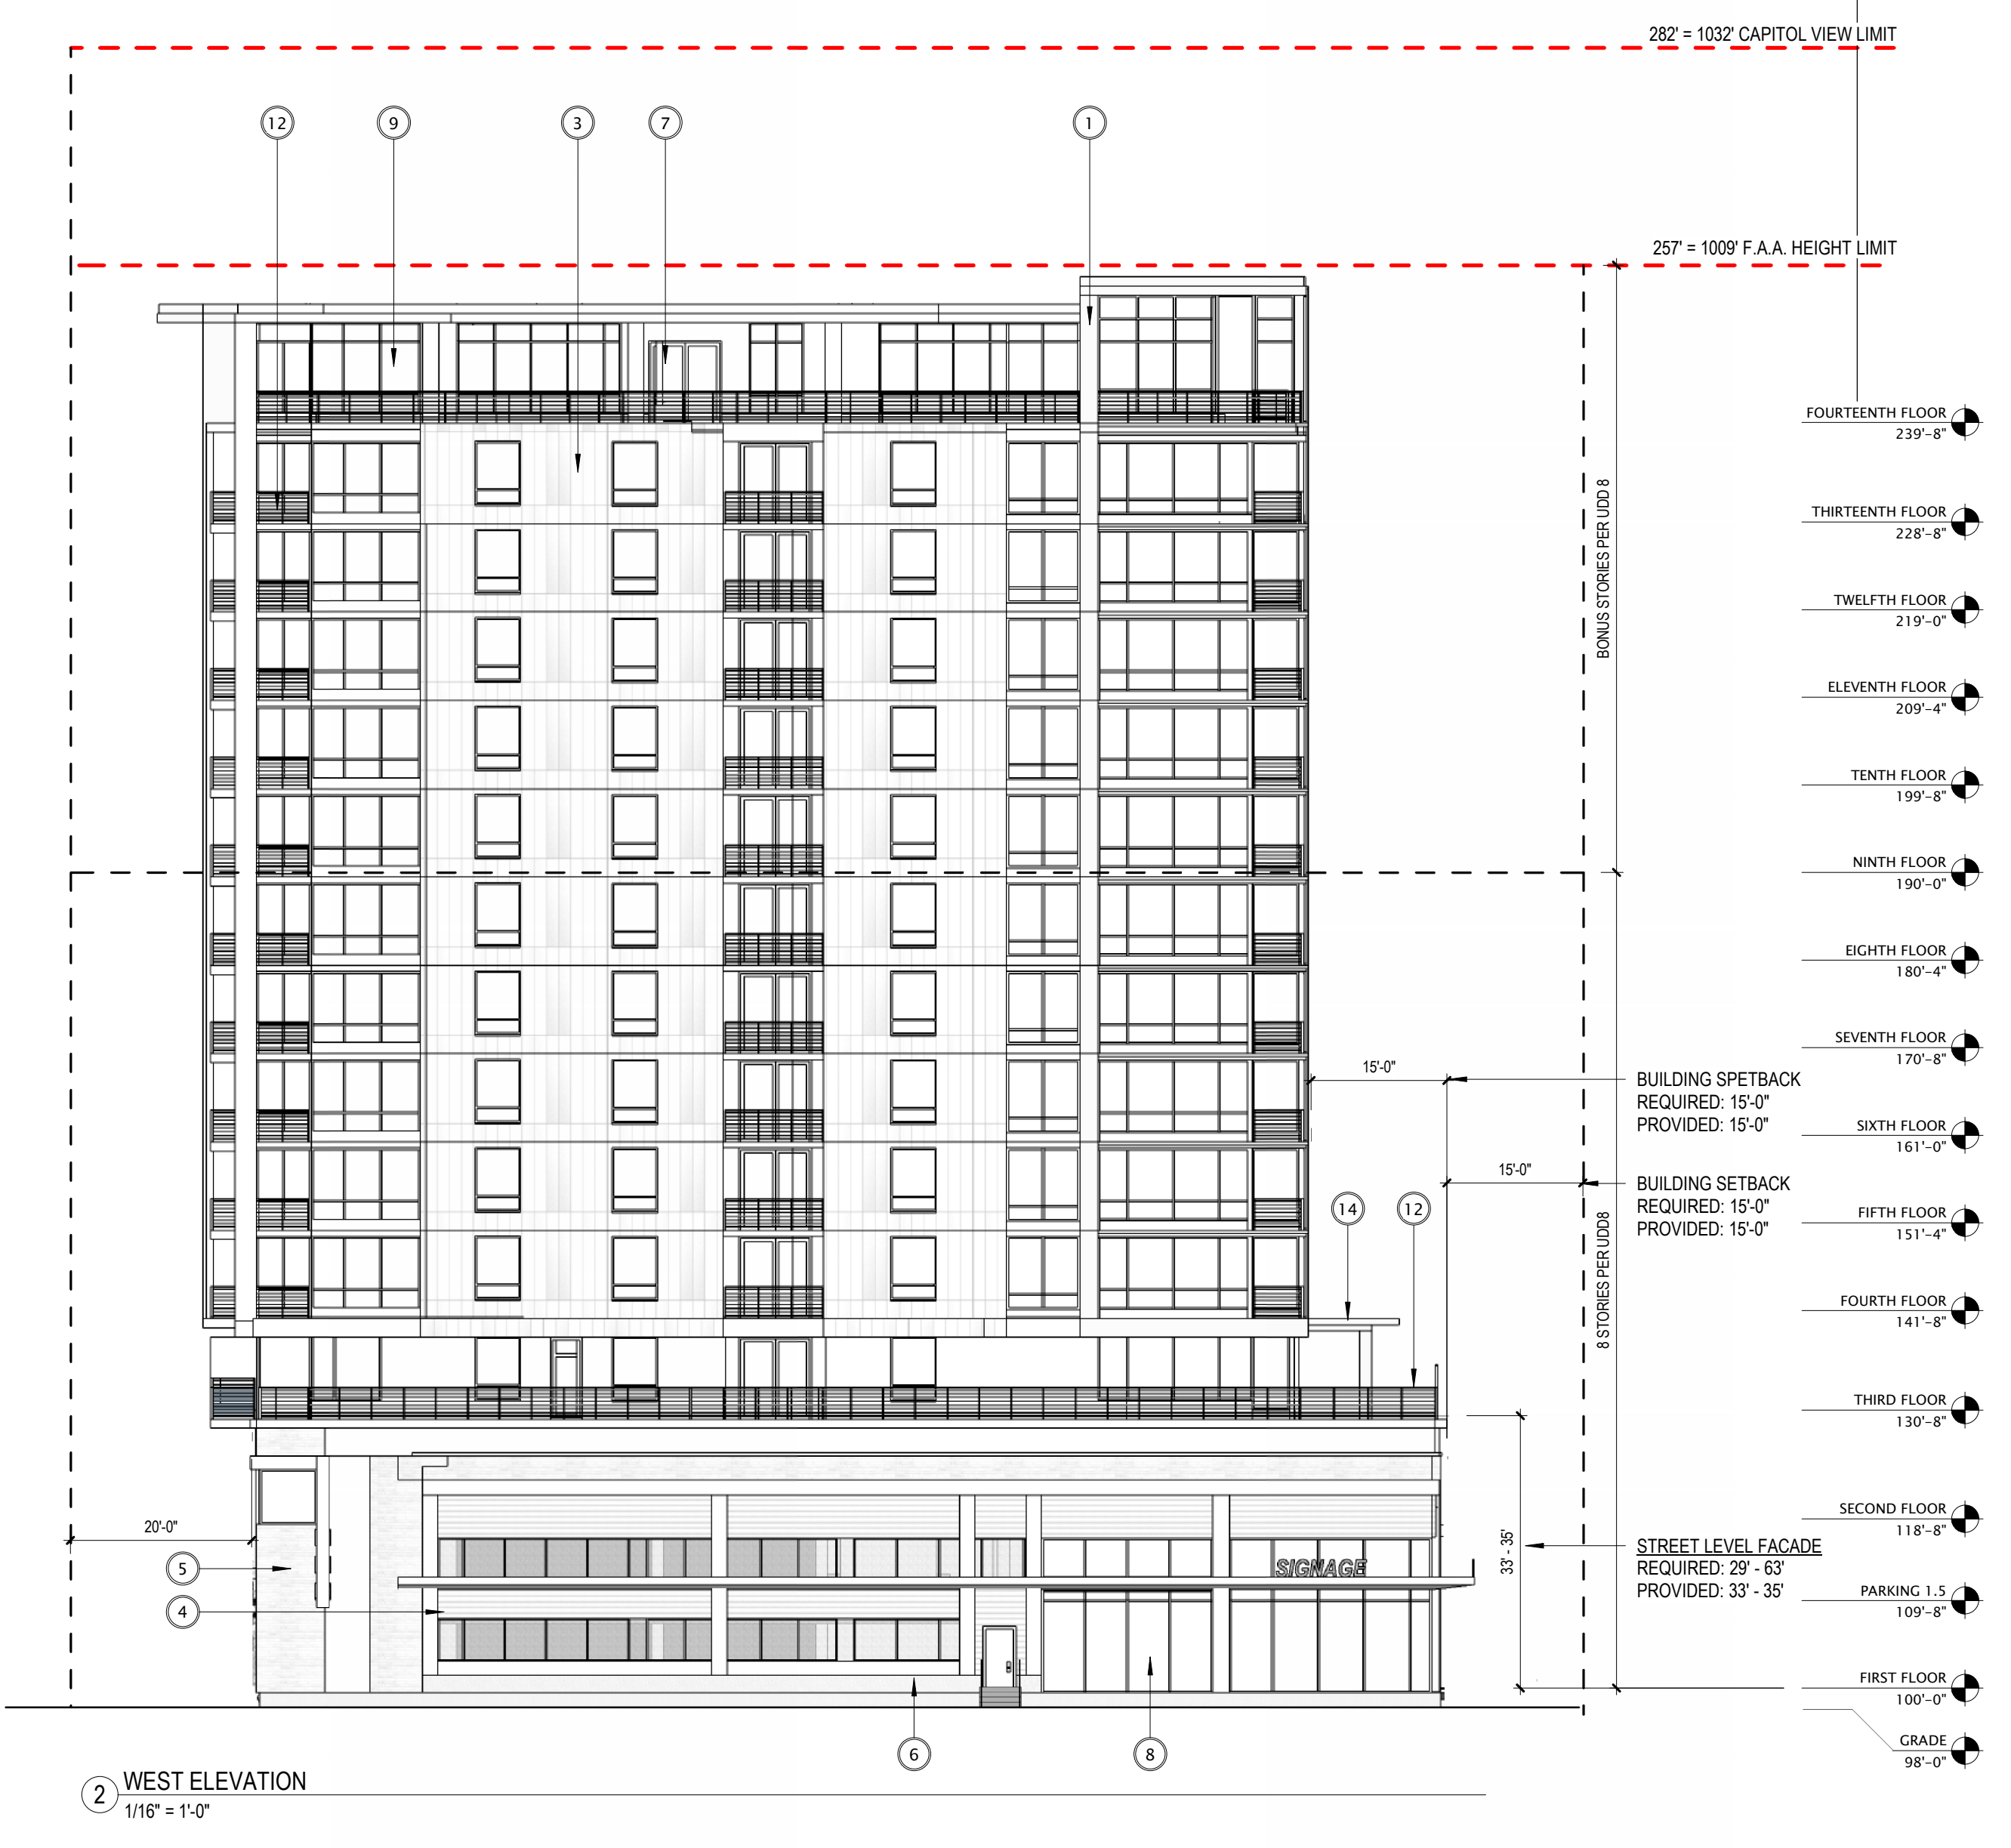 282' = 1032' CAPITOL VIEW LIMIT
12
9
3
7
1
257' = 1009' F.A.A. HEIGHT LIMIT
FOURTEENTH FLOOR
239'-8"
BONUS STORIES PER UDD 8
THIRTEENTH FLOOR
228'-8"
TWELFTH FLOOR
219'-0"
ELEVENTH FLOOR
209'-4"
TENTH FLOOR
199'-8"
NINTH FLOOR
190'-0"
EIGHTH FLOOR
180'-4"
SEVENTH FLOOR
170'-8"
15'-0"
BUILDING SPETBACK
REQUIRED: 15'-0"
PROVIDED: 15'-0"
SIXTH FLOOR
161'-0"
15'-0"
BUILDING SETBACK
REQUIRED: 15'-0"
PROVIDED: 15'-0"
14
12
FIFTH FLOOR
151'-4"
8 STORIES PER UDD8
FOURTH FLOOR
141'-8"
THIRD FLOOR
130'-8"
SECOND FLOOR
118'-8"
20'-0"
33' - 35'
STREET LEVEL FACADE
REQUIRED: 29' - 63'
PROVIDED: 33' - 35'
5
SIGNAGE
4
PARKING 1.5
109'-8"
FIRST FLOOR
100'-0"
6
8
GRADE
98'-0"
2
WEST ELEVATION
1/16" = 1'-0"